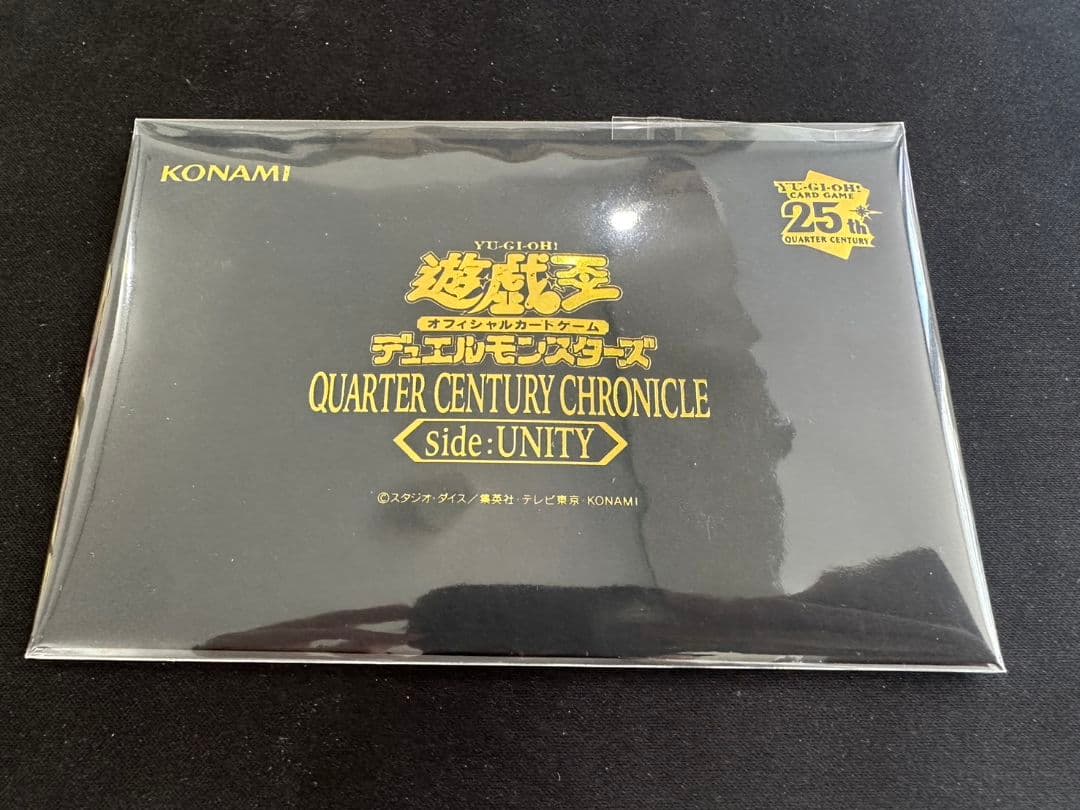 KONAMI
YU-GI-OH!
CARD GAME
25th
QUARTER CENTURY
YU-GI-OH!
遊戯王
オフィシャルカードゲーム
デュエルモンスターズ
QUARTER CENTURY CHRONICLE
side:UNITY
©スタジオ・ダイス/集英社・テレビ東京・KONAMI